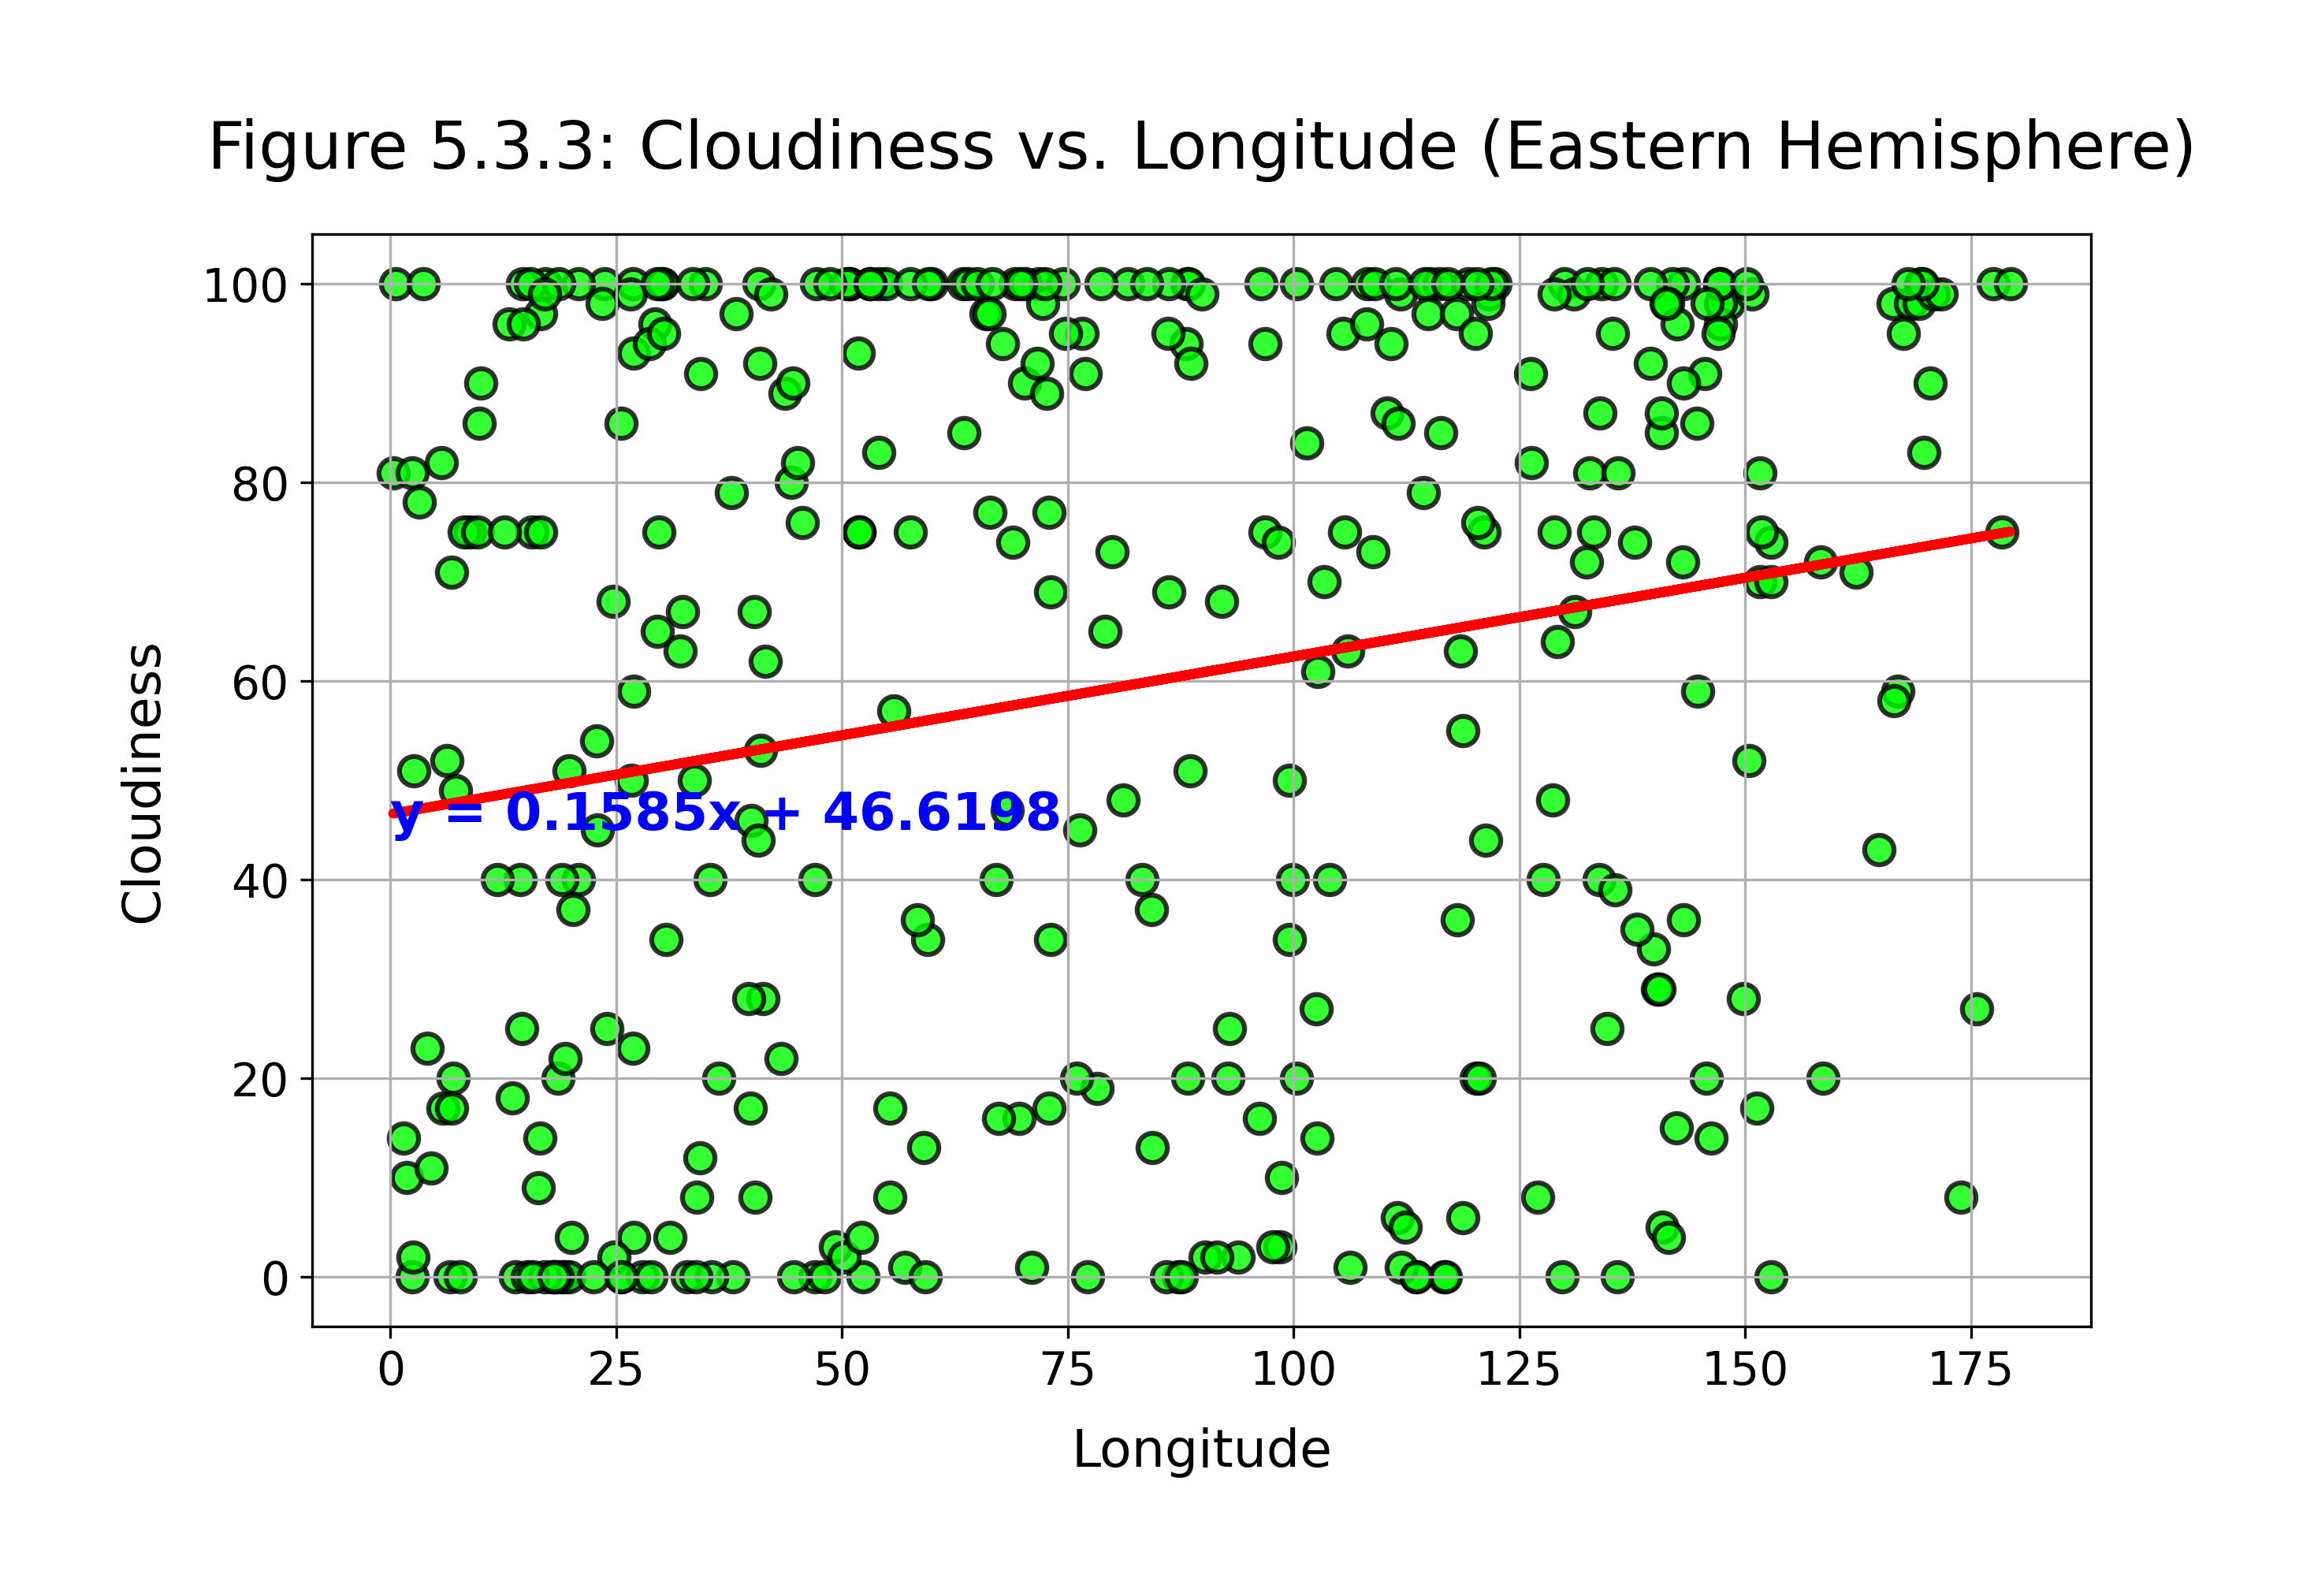 Figure 5.3.3: Cloudiness vs. Longitude (Eastern Hemisphere)
100
80
60
40
20
0
Cloudiness
y = 0.1585x + 46.6198
0 25 50 75 100 125 150 175
Longitude